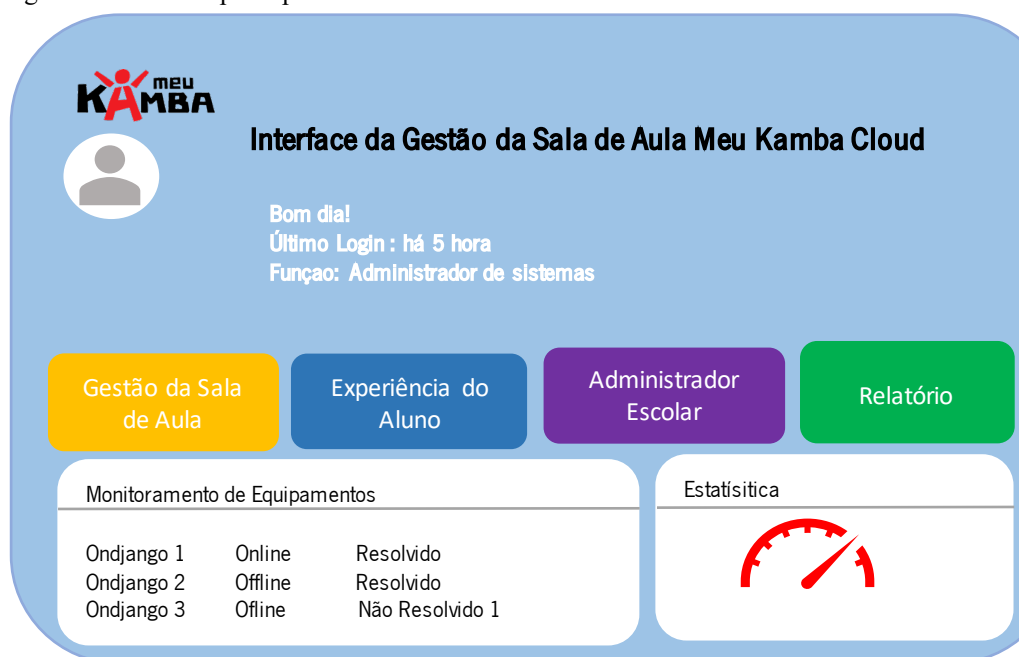 meu
KAMBA
Interface da Gestão da Sala de Aula Meu Kamba Cloud
Bom dia!
Último Login : há 5 hora
Funçao: Administrador de sistemas
Gestão da Sala
de Aula
Experiência do
Aluno
Administrador
Escolar
Relatório
Monitoramento de Equipamentos
Ondjango 1 Online Resolvido
Ondjango 2 Offline Resolvido
Ondjango 3 Ofline Não Resolvido 1
Estatísitica